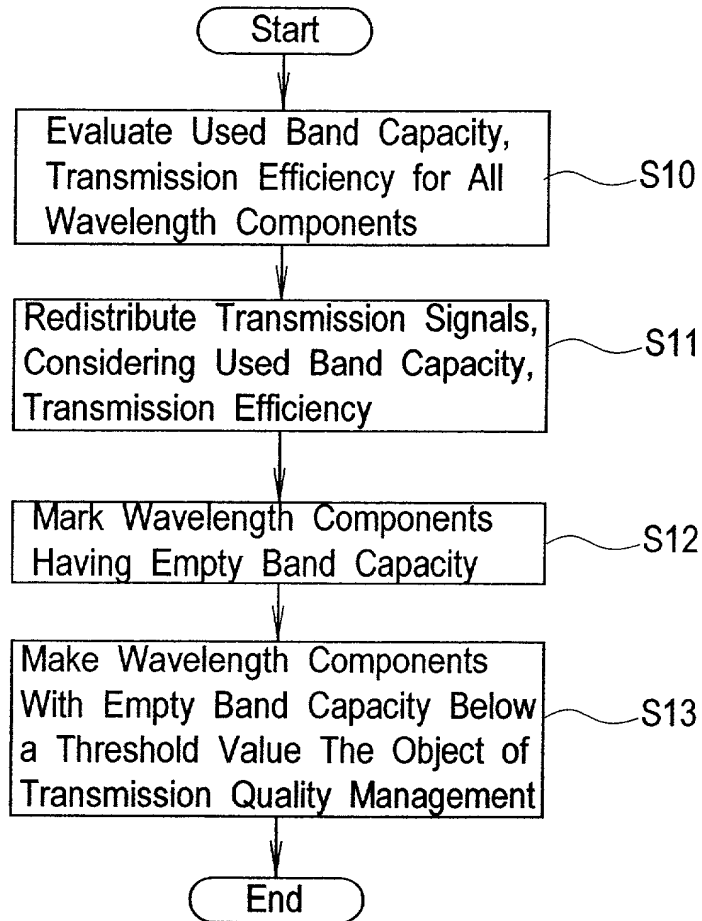 Start
Evaluate Used Band Capacity,
Transmission Efficiency for All
Wavelength Components
S10
Redistribute Transmission Signals,
Considering Used Band Capacity,
Transmission Efficiency
S11
Mark Wavelength Components
Having Empty Band Capacity
S12
Make Wavelength Components
With Empty Band Capacity Below
a Threshold Value The Object of
Transmission Quality Management
S13
End